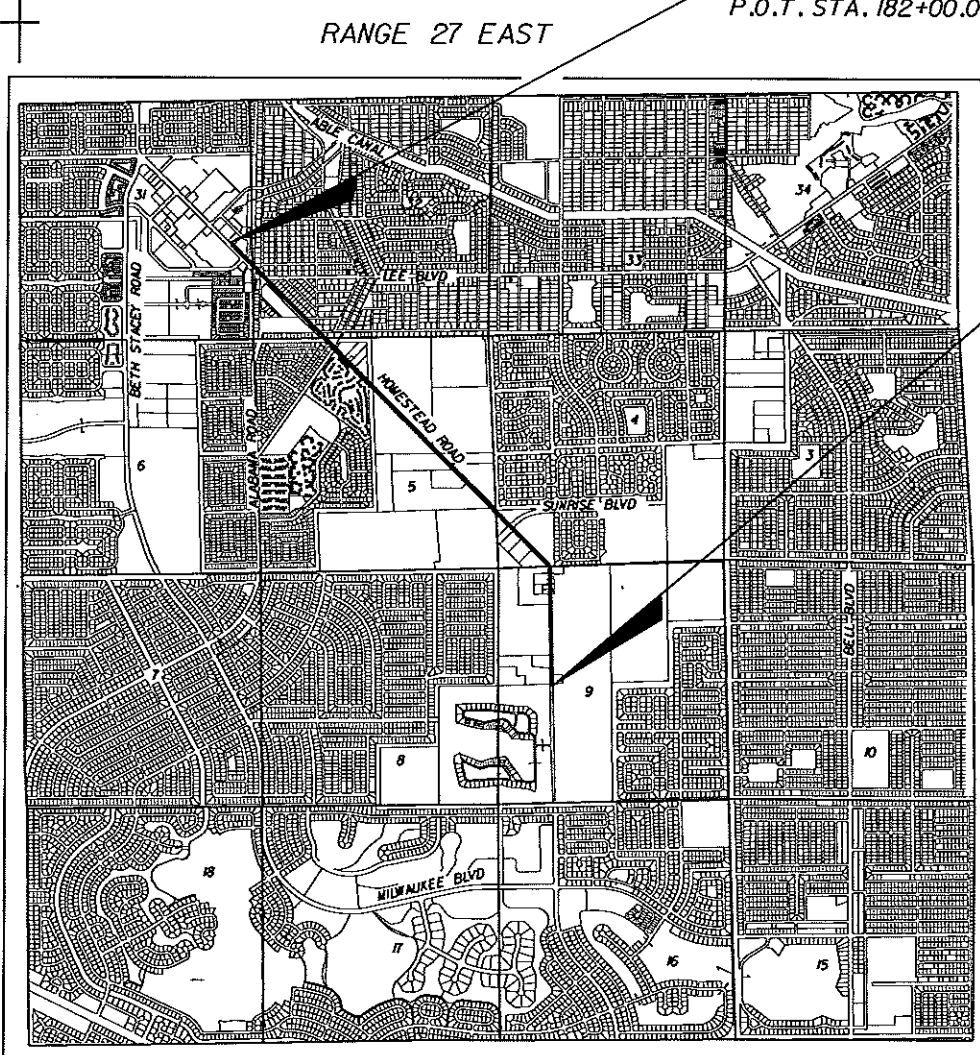 P.O.T. STA. 182+00.0
RANGE 27 EAST
ABLE CANAL
31
34
LEE BLVD
33
BETH STACEY ROAD
HOMESTEAD ROAD
ALABAMA ROAD
4
3
6
5
SUNRISE BLVD
BELL BLVD
7
9
8
10
18
MILWAUKEE BLVD
17
16
15